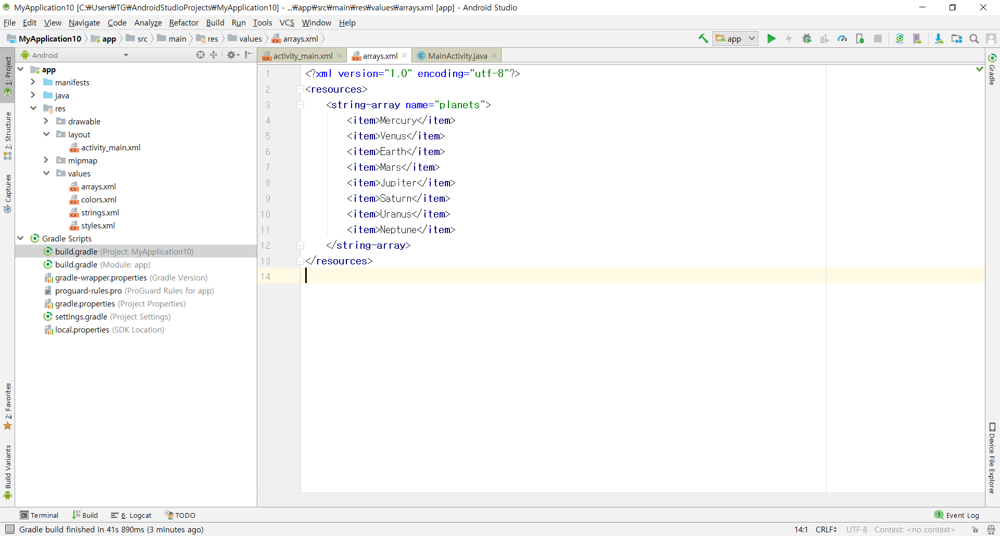 MyApplication10 [C:₩Users₩TG₩AndroidStudioProjects₩MyApplication10] - ...₩app₩src₩main₩res₩values₩arrays.xml [app] - Android Studio
File Edit View Navigate Code Analyze Refactor Build Run Tools VCS Window Help
MyApplication10 app src main res values arrays.xml app
1: Project
7: Structure
Captures
2: Favorites
Build Variants
Android
app
manifests
java
res
drawable
layout
activity_main.xml
mipmap
values
arrays.xml
colors.xml
strings.xml
styles.xml
Gradle Scripts
build.gradle (Project: MyApplication10)
build.gradle (Module: app)
gradle-wrapper.properties (Gradle Version)
proguard-rules.pro (ProGuard Rules for app)
gradle.properties (Project Properties)
settings.gradle (Project Settings)
local.properties (SDK Location)
activity_main.xml arrays.xml MainActivity.java
1 <?xml version="1.0" encoding="utf-8"?>
2 <resources>
3 <string-array name="planets">
4 <item>Mercury</item>
5 <item>Venus</item>
6 <item>Earth</item>
7 <item>Mars</item>
8 <item>Jupiter</item>
9 <item>Saturn</item>
10 <item>Uranus</item>
11 <item>Neptune</item>
12 </string-array>
13 </resources>
14
Gradle
Device File Explorer
Terminal Build 6: Logcat TODO 1 Event Log
Gradle build finished in 41s 890ms (3 minutes ago) 14:1 CRLF UTF-8 Context: <no context>